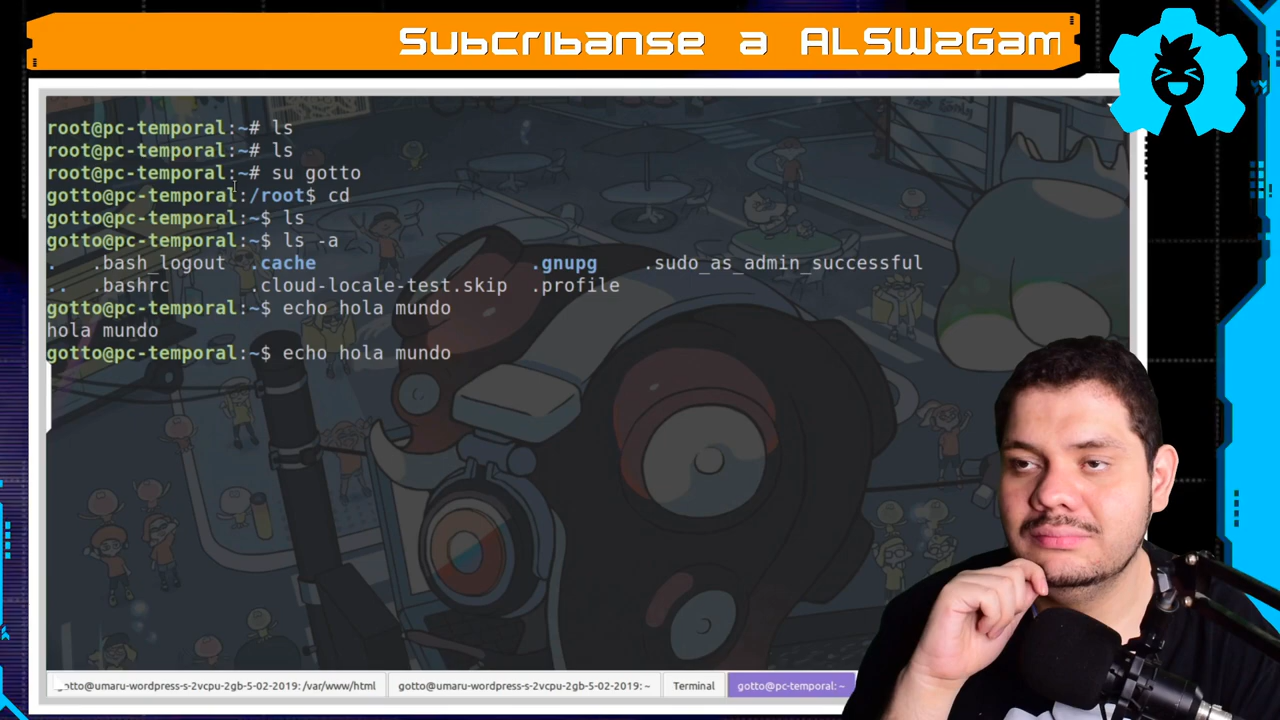 Subcribanse a ALSW2Gam
root@pc-temporal:~# ls
root@pc-temporal:~# ls
root@pc-temporal:~# su gotto
gotto@pc-temporal:/root$ cd
gotto@pc-temporal:~$ ls
gotto@pc-temporal:~$ ls -a
. .bash_logout .cache .gnupg .sudo_as_admin_successful
.. .bashrc .cloud-locale-test.skip .profile
gotto@pc-temporal:~$ echo hola mundo
hola mundo
gotto@pc-temporal:~$ echo hola mundo
gotto@umaru-wordpress-s-2vcpu-2gb-5-02-2019: /var/www/html gotto@umaru-wordpress-s-2vcpu-2gb-5-02-2019: ~ Terminal gotto@pc-temporal: ~